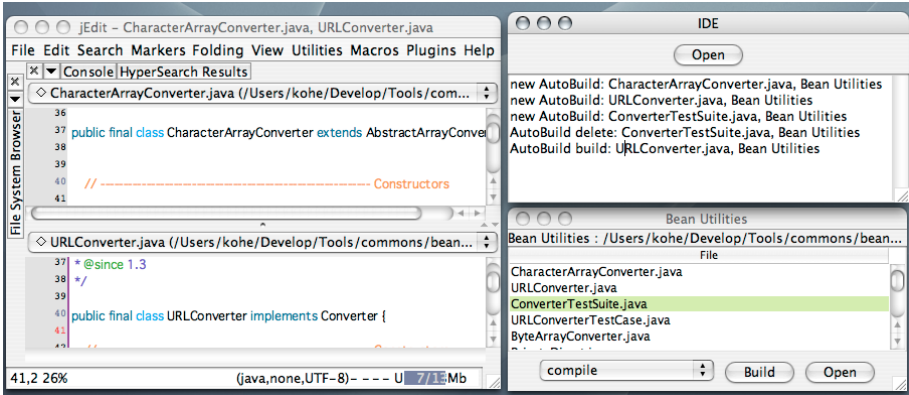 jEdit – CharacterArrayConverter.java, URLConverter.java
File Edit Search Markers Folding View Utilities Macros Plugins Help
Console HyperSearch Results
File System Browser
CharacterArrayConverter.java (/Users/kohe/Develop/Tools/com...
36
37 public final class CharacterArrayConverter extends AbstractArrayConve
38
39
40 // ---------------------------------------------------------- Constructors
41
URLConverter.java (/Users/kohe/Develop/Tools/commons/bean...
37 * @since 1.3
38 */
39
40 public final class URLConverter implements Converter {
41
41,2 26% (java,none,UTF-8)– – – – U 7/13Mb
IDE
Open
new AutoBuild: CharacterArrayConverter.java, Bean Utilities
new AutoBuild: URLConverter.java, Bean Utilities
new AutoBuild: ConverterTestSuite.java, Bean Utilities
AutoBuild delete: ConverterTestSuite.java, Bean Utilities
AutoBuild build: URLConverter.java, Bean Utilities
Bean Utilities
Bean Utilities : /Users/kohe/Develop/Tools/commons/bean...
File
CharacterArrayConverter.java
URLConverter.java
ConverterTestSuite.java
URLConverterTestCase.java
ByteArrayConverter.java
compile Build Open